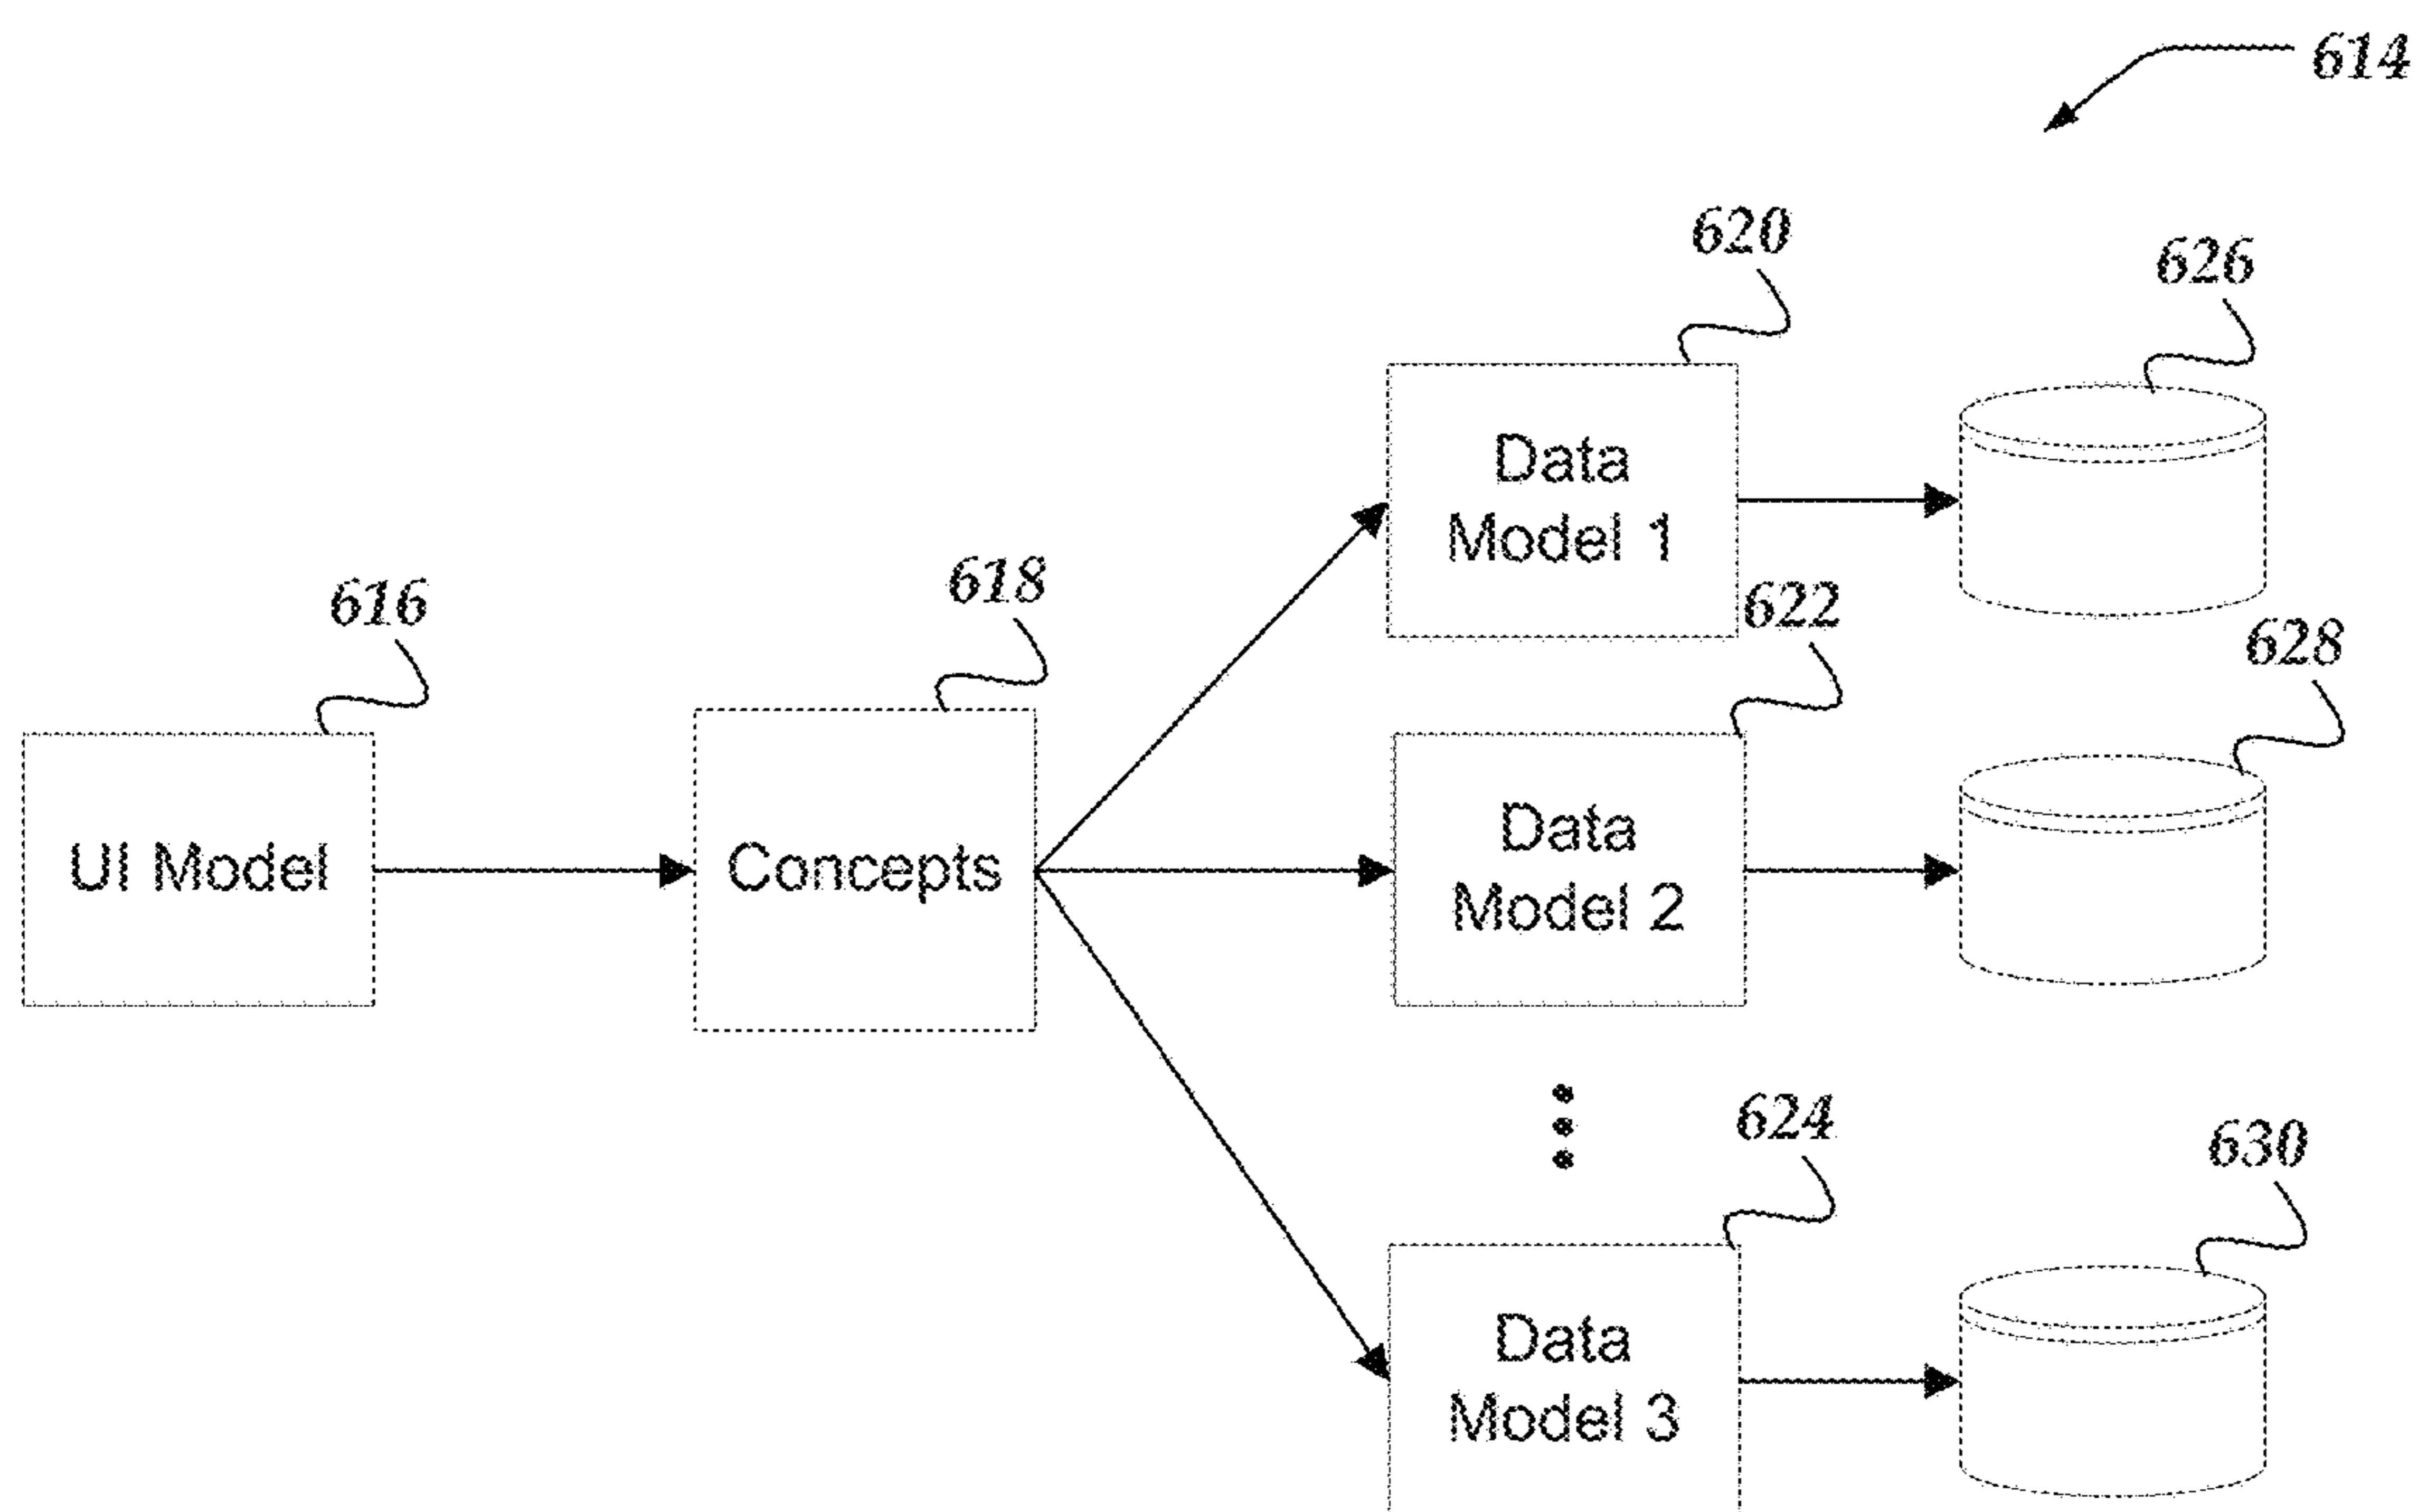 614
620
626
Data
Model 1
616
618
622
628
UI Model
Concepts
Data
Model 2
624
630
Data
Model 3